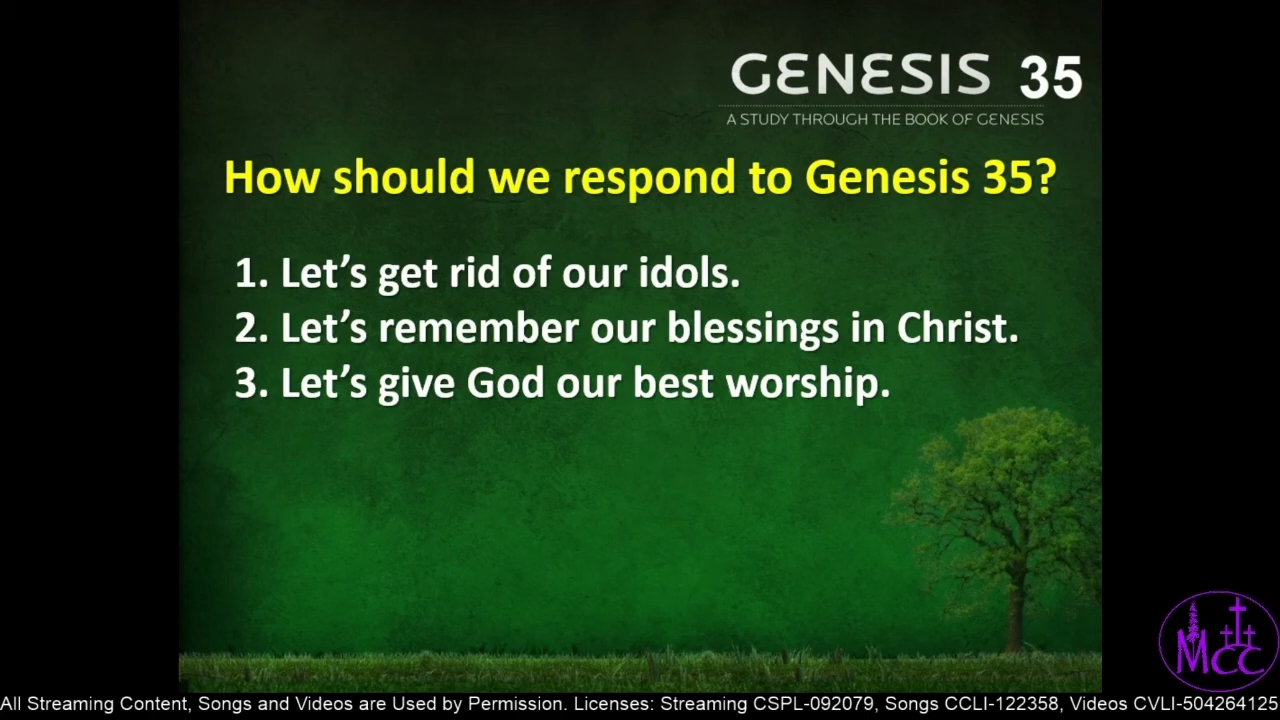 GENESIS 35
A STUDY THROUGH THE BOOK OF GENESIS
How should we respond to Genesis 35?
1. Let’s get rid of our idols.
2. Let’s remember our blessings in Christ.
3. Let’s give God our best worship.
MCC
All Streaming Content, Songs and Videos are Used by Permission. Licenses: Streaming CSPL-092079, Songs CCLI-122358, Videos CVLI-504264125